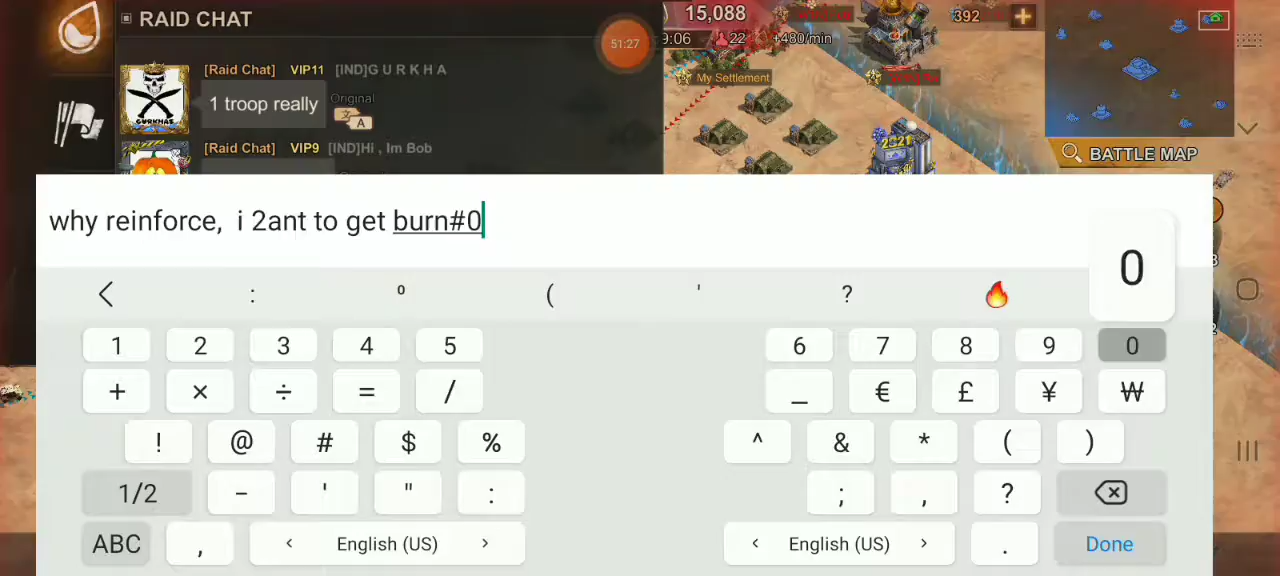 RAID CHAT
51:27
15,088
392
9:06
22
+480/min
[Raid Chat] VIP11 [IND]G U R K H A
1 troop really
Original
A
GURKHAS
My Settlement
[Raid Chat] VIP9 [IND]Hi , Im Bob
2021
BATTLE MAP
why reinforce,  i 2ant to get burn#0
0
: º ( ' ?
1 2 3 4 5 6 7 8 9 0
+ × ÷ = / _ € £ ¥ ₩
! @ # $ % ^ & * ( )
1/2 - ' " : ; , ?
ABC , < English (US) > < English (US) > . Done